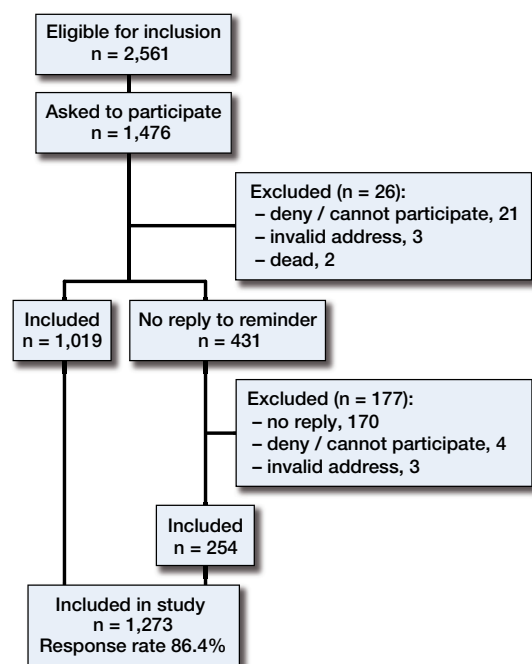 Eligible for inclusion
n = 2,561
Asked to participate
n = 1,476
Excluded (n = 26):
– deny / cannot participate, 21
– invalid address, 3
– dead, 2
Included
n = 1,019
No reply to reminder
n = 431
Excluded (n = 177):
– no reply, 170
– deny / cannot participate, 4
– invalid address, 3
Included
n = 254
Included in study
n = 1,273
Response rate 86.4%